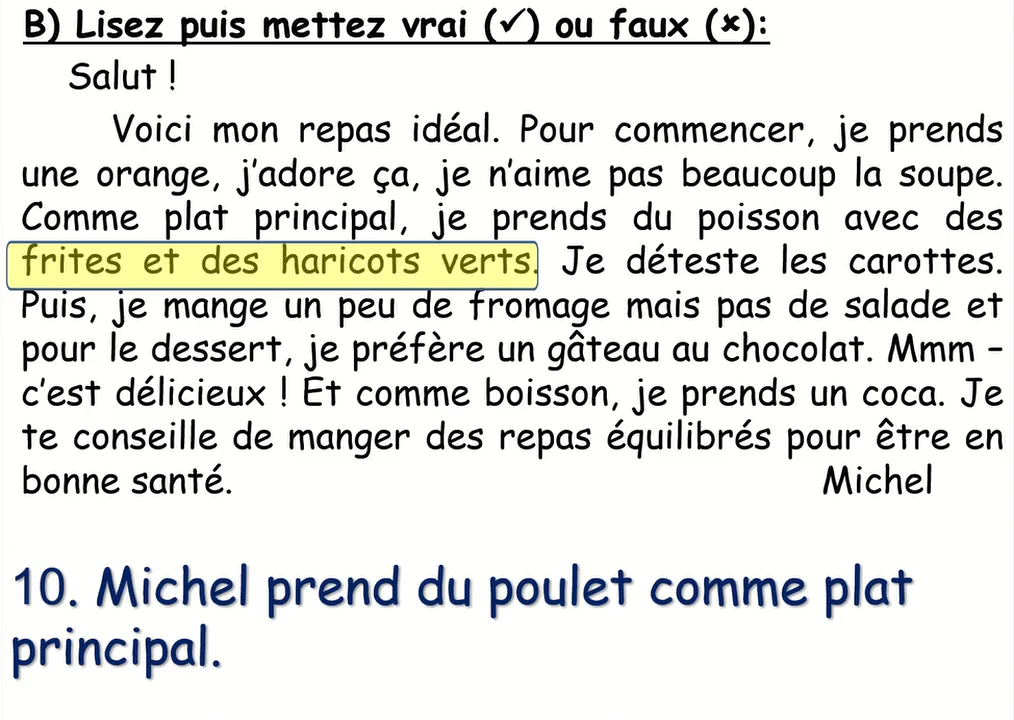 B) Lisez puis mettez vrai (✓) ou faux (×):
Salut !
Voici mon repas idéal. Pour commencer, je prends
une orange, j’adore ça, je n’aime pas beaucoup la soupe.
Comme plat principal, je prends du poisson avec des
frites et des haricots verts. Je déteste les carottes.
Puis, je mange un peu de fromage mais pas de salade et
pour le dessert, je préfère un gâteau au chocolat. Mmm –
c’est délicieux ! Et comme boisson, je prends un coca. Je
te conseille de manger des repas équilibrés pour être en
bonne santé. Michel
10. Michel prend du poulet comme plat
principal.